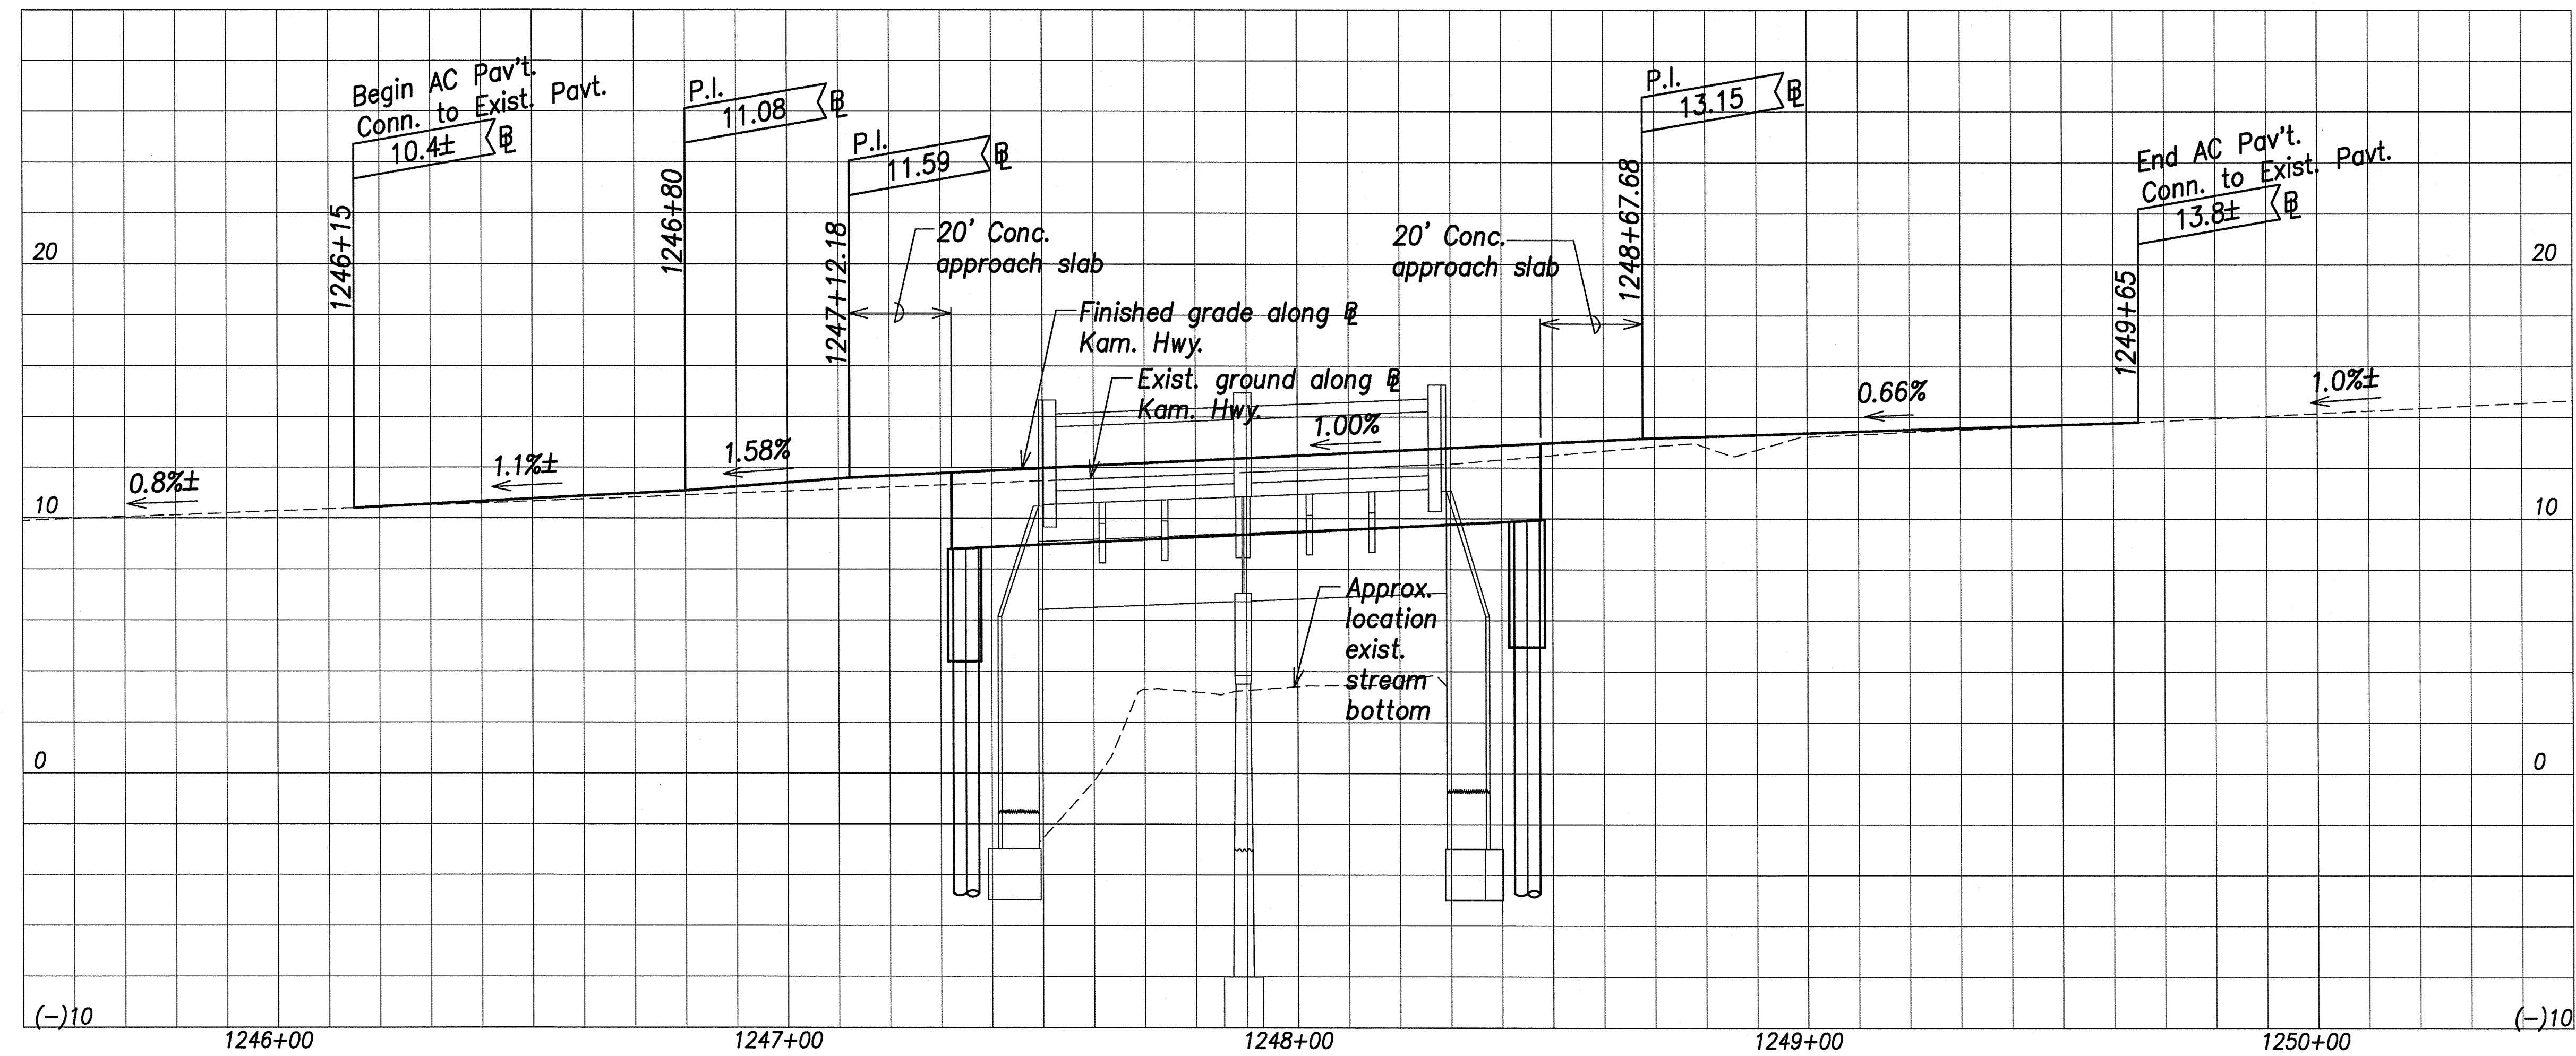 Begin AC Pav't.
Conn. to Exist. Pavt.
10.4± ℄
1246+15
P.I.
11.08 ℄
1246+80
P.I.
11.59 ℄
1247+12.18
20' Conc.
approach slab
Finished grade along ℄
Kam. Hwy.
Exist. ground along ℄
Kam. Hwy.
20' Conc.
approach slab
P.I.
13.15 ℄
1248+67.68
End AC Pav't.
Conn. to Exist. Pavt.
13.8± ℄
1249+65
20
20
0.8%±
1.1%±
1.58%
1.00%
0.66%
1.0%±
10
10
Approx.
location
exist.
stream
bottom
0
0
(-)10
(-)10
1246+00
1247+00
1248+00
1249+00
1250+00